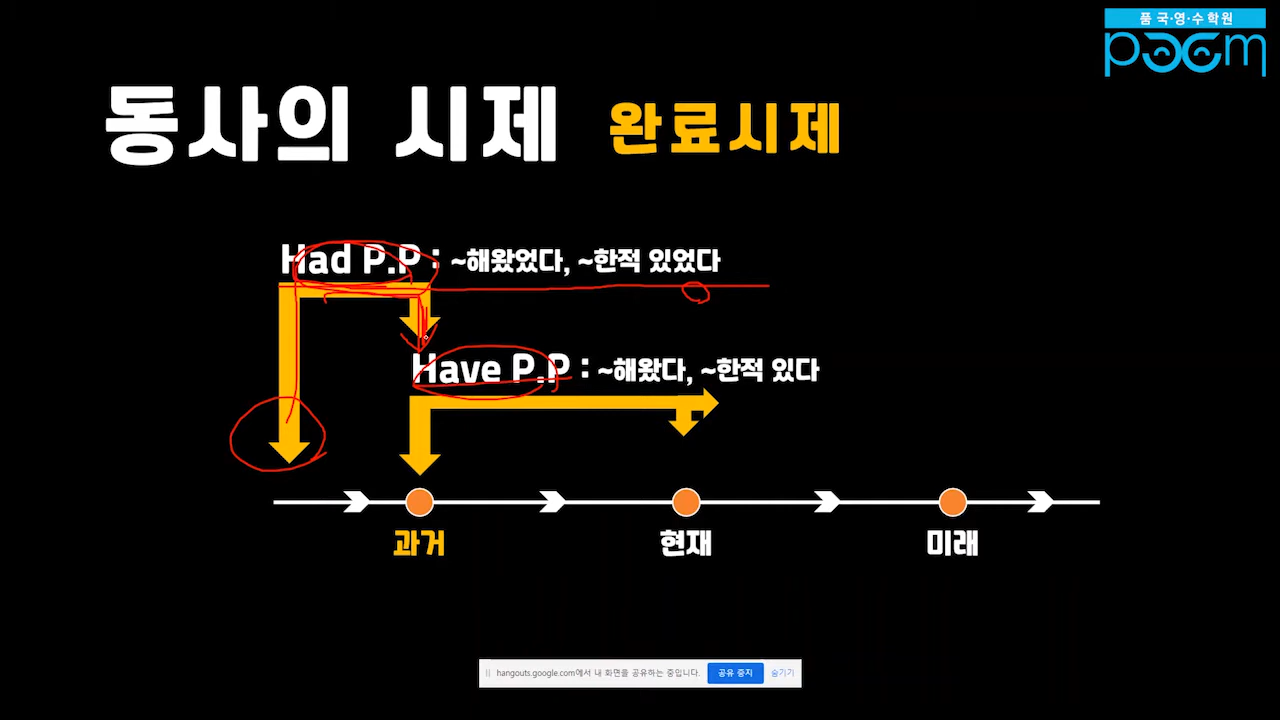 품 국·영·수 학원
poem
동사의 시제 완료시제
Had P.P : ~해왔었다, ~한적 있었다
Have P.P : ~해왔다, ~한적 있다
과거 현재 미래
hangouts.google.com에서 내 화면을 공유하는 중입니다. 공유 중지 숨기기